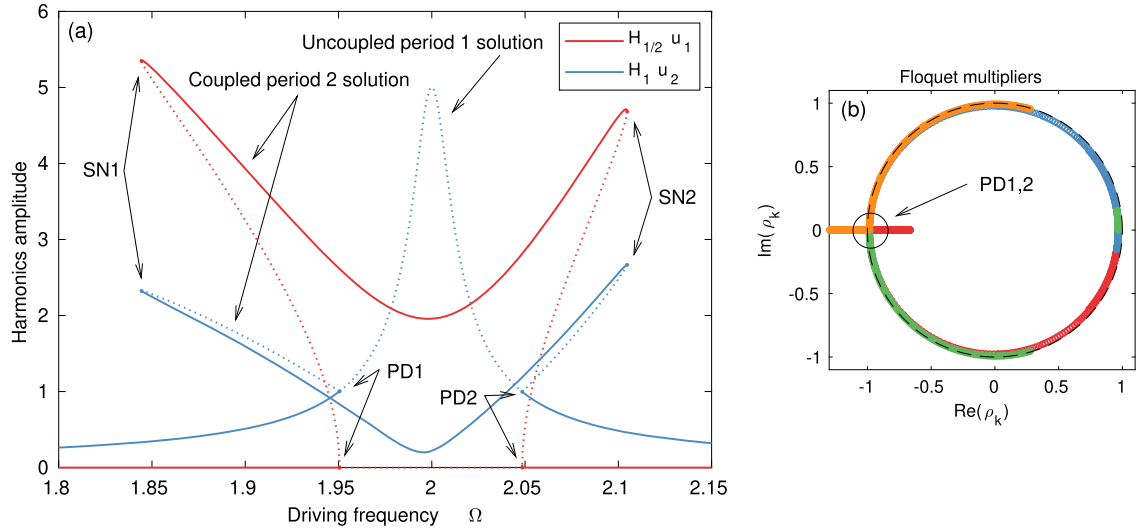 (a)
Uncoupled period 1 solution
Coupled period 2 solution
H1/2 u1
H1 u2
SN1
SN2
PD1
PD2
Harmonics amplitude
6
5
4
3
2
1
0
1.8
1.85
1.9
1.95
2
2.05
2.1
2.15
Driving frequency Ω
Floquet multipliers
(b)
PD1,2
Im(ρk)
1
0.5
0
-0.5
-1
-1
-0.5
0
0.5
1
Re(ρk)